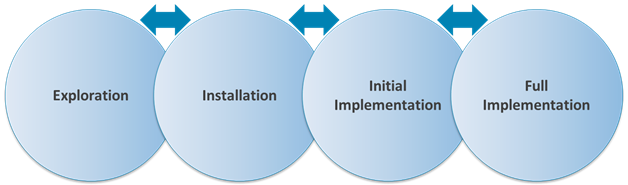 Exploration
Installation
Initial
Implementation
Full
Implementation